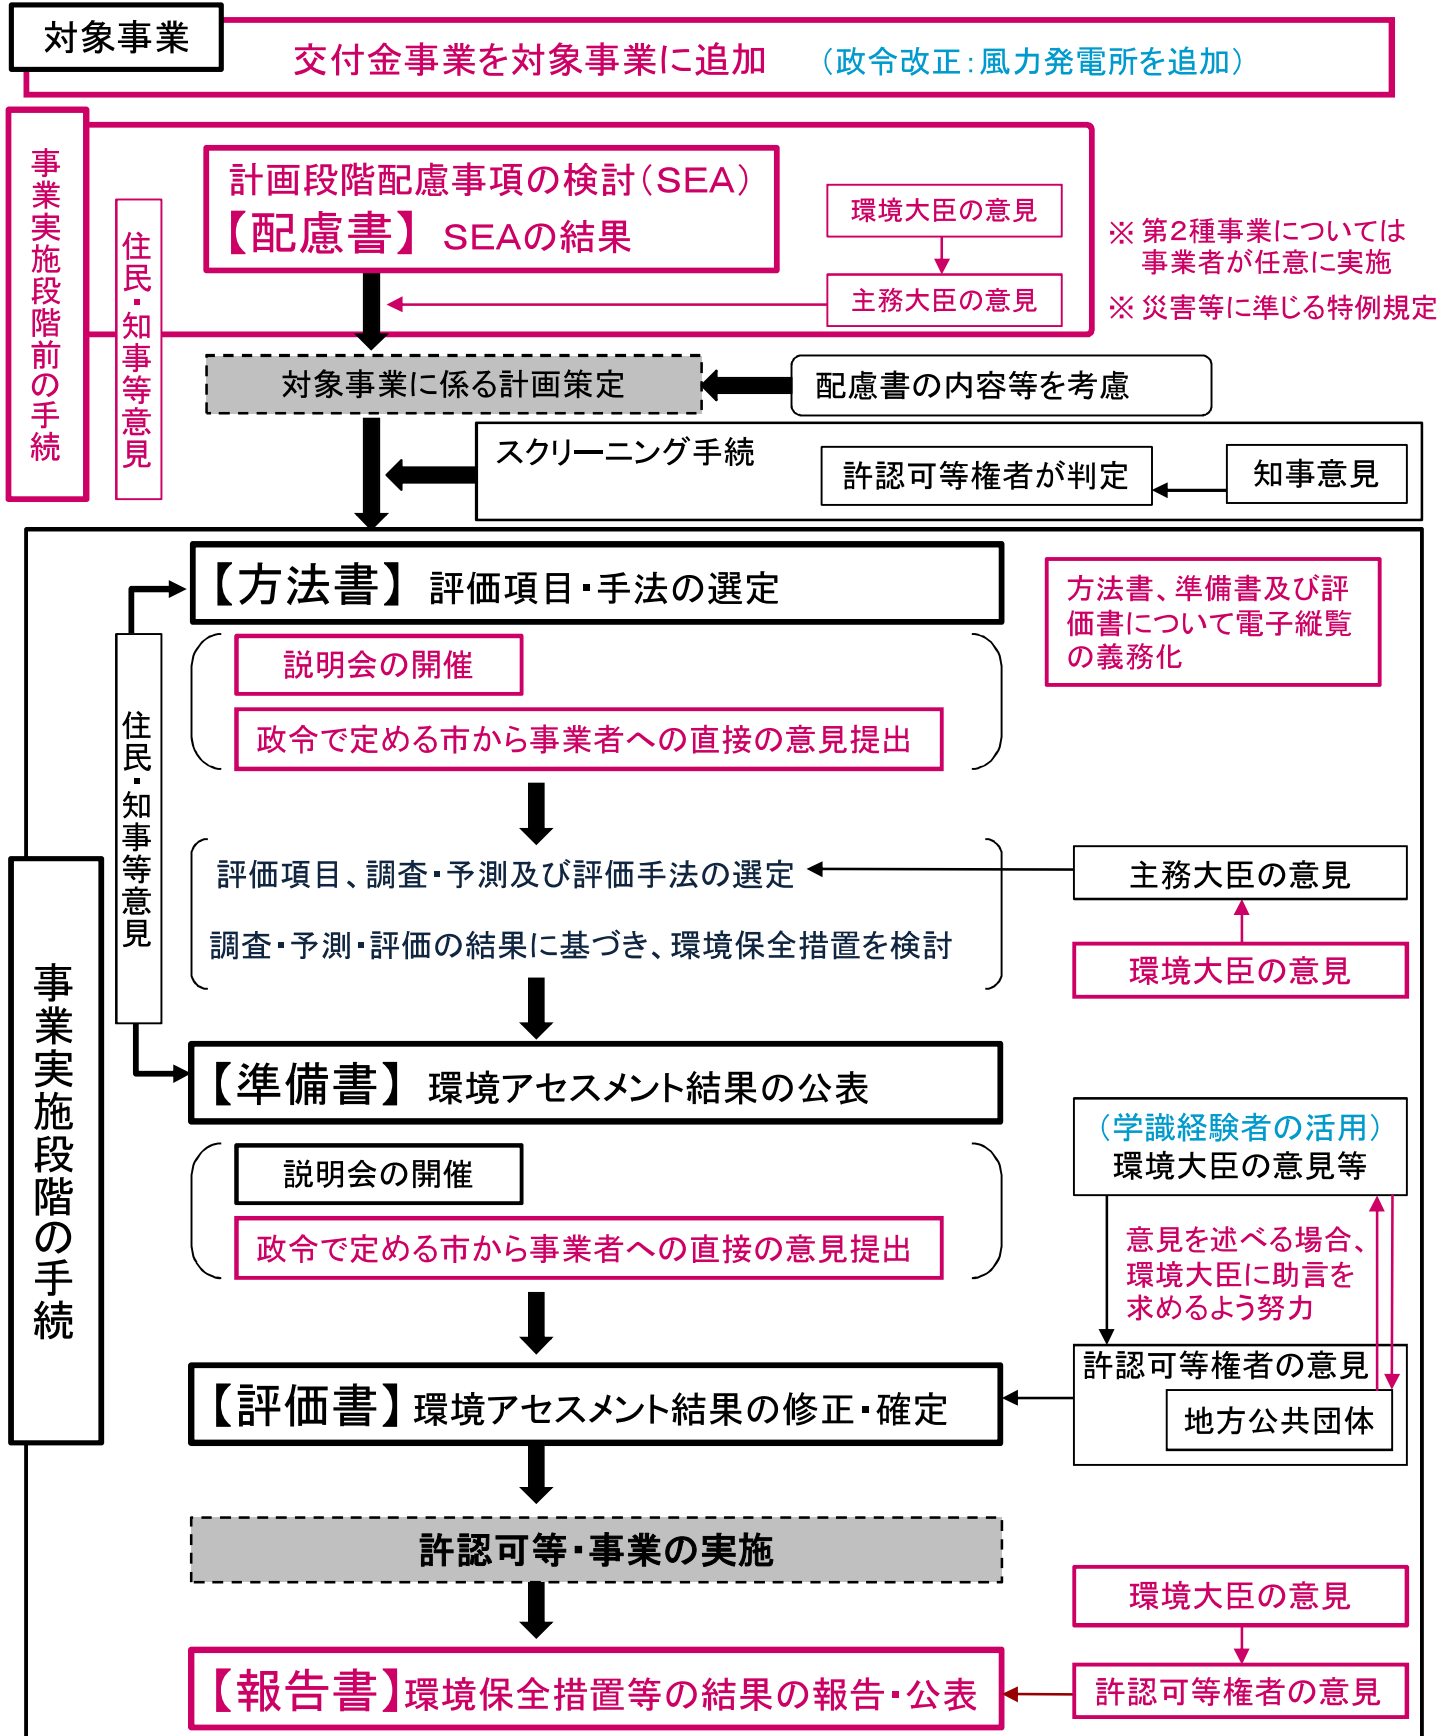 対象事業
交付金事業を対象事業に追加 (政令改正:風力発電所を追加)
事業実施段階前の手続
住民・知事等意見
計画段階配慮事項の検討(SEA)
【配慮書】 SEAの結果
環境大臣の意見
主務大臣の意見
※ 第2種事業については
事業者が任意に実施
※ 災害等に準じる特例規定
対象事業に係る計画策定
配慮書の内容等を考慮
スクリーニング手続
許認可等権者が判定
知事意見
事業実施段階の手続
住民・知事等意見
【方法書】 評価項目・手法の選定
方法書、準備書及び評
価書について電子縦覧
の義務化
説明会の開催
政令で定める市から事業者への直接の意見提出
評価項目、調査・予測及び評価手法の選定
調査・予測・評価の結果に基づき、環境保全措置を検討
主務大臣の意見
環境大臣の意見
【準備書】 環境アセスメント結果の公表
説明会の開催
政令で定める市から事業者への直接の意見提出
(学識経験者の活用)
環境大臣の意見等
意見を述べる場合、
環境大臣に助言を
求めるよう努力
許認可等権者の意見
地方公共団体
【評価書】 環境アセスメント結果の修正・確定
許認可等・事業の実施
環境大臣の意見
許認可等権者の意見
【報告書】環境保全措置等の結果の報告・公表